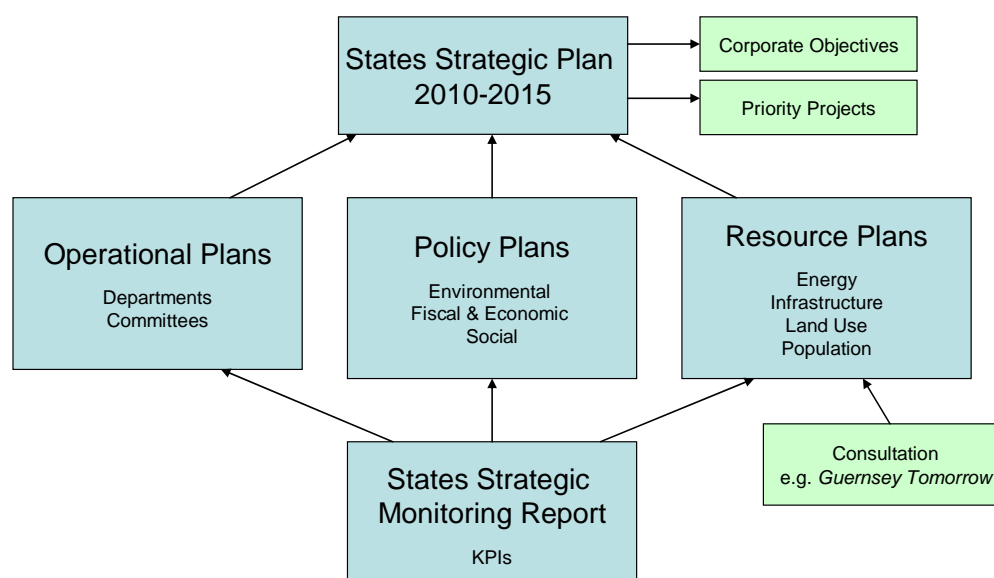 States Strategic Plan
2010-2015
Corporate Objectives
Priority Projects
Operational Plans
Departments
Committees
Policy Plans
Environmental
Fiscal & Economic
Social
Resource Plans
Energy
Infrastructure
Land Use
Population
States Strategic
Monitoring Report
KPIs
Consultation
e.g. Guernsey Tomorrow